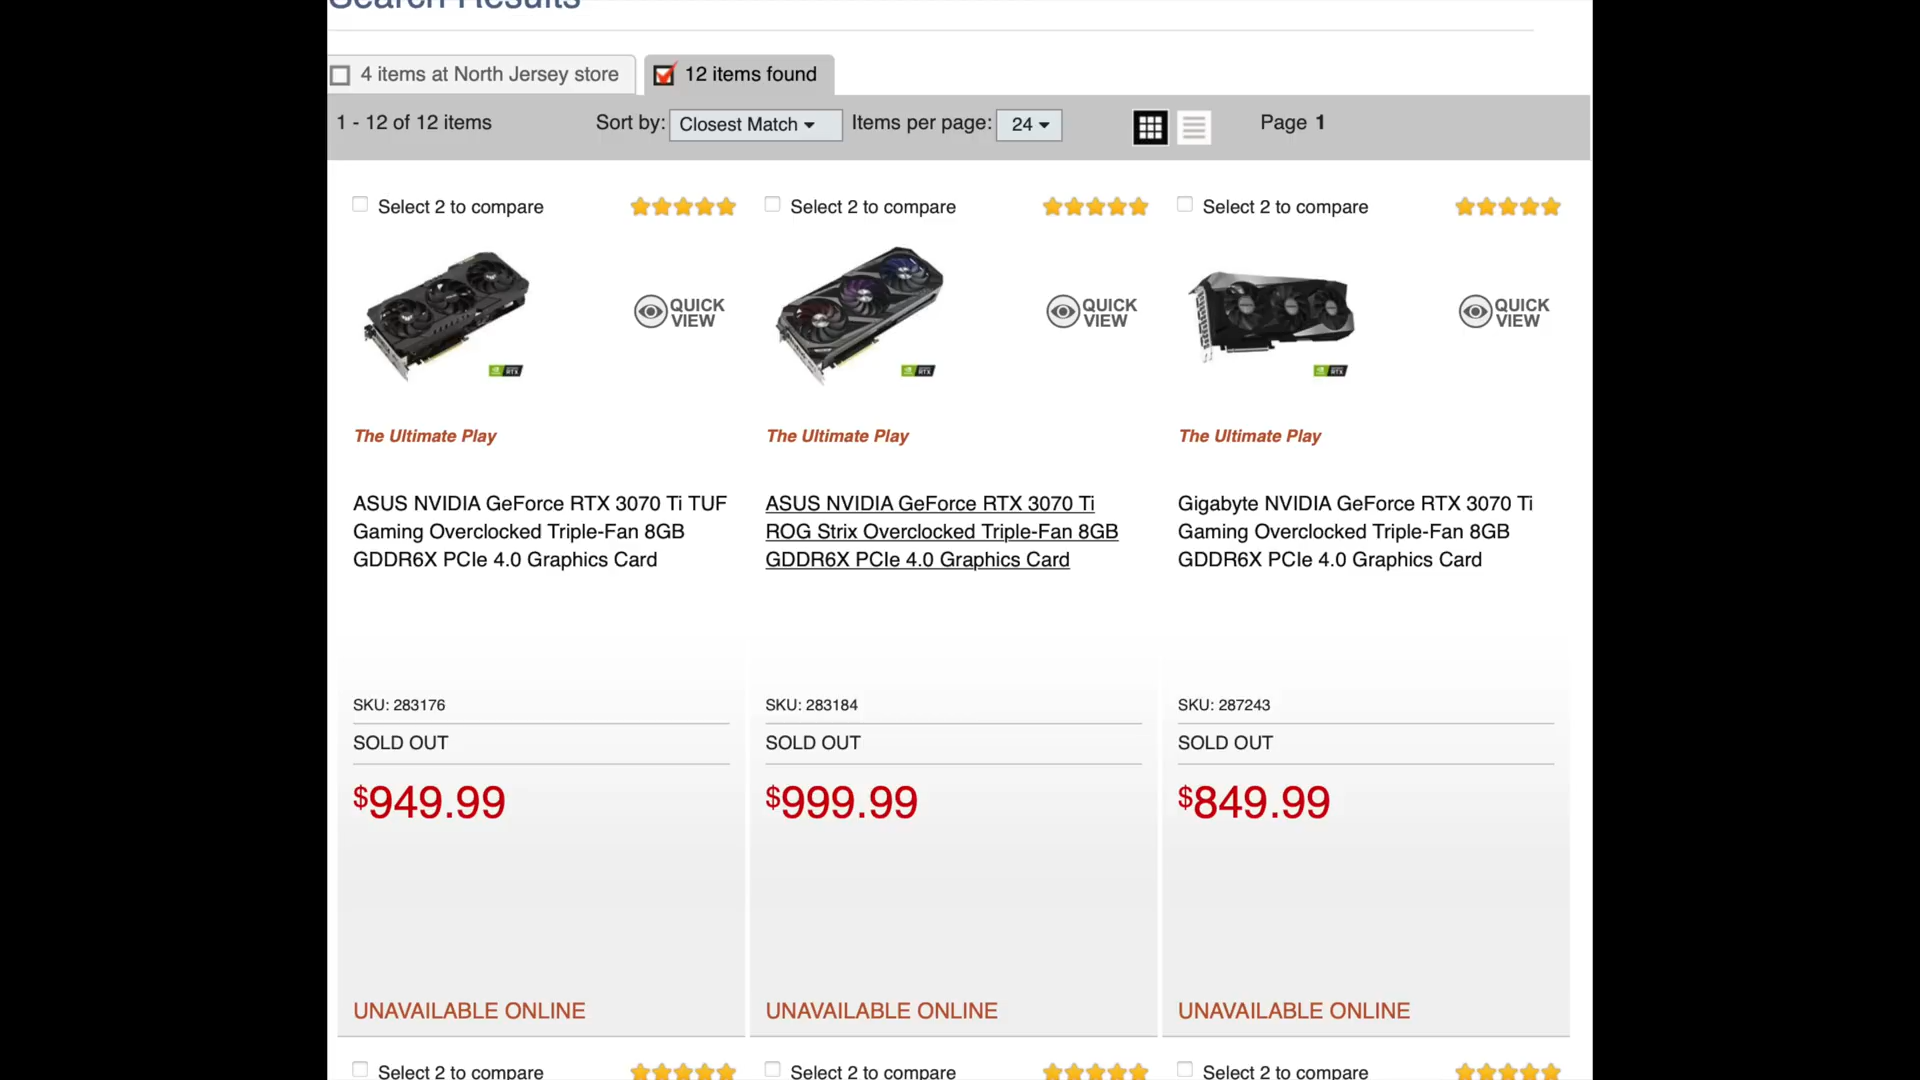 Search Results
4 items at North Jersey store
12 items found
1 - 12 of 12 items
Sort by: Closest Match
Items per page: 24
Page 1
Select 2 to compare
Select 2 to compare
Select 2 to compare
QUICK
VIEW
QUICK
VIEW
QUICK
VIEW
The Ultimate Play
The Ultimate Play
The Ultimate Play
ASUS NVIDIA GeForce RTX 3070 Ti TUF
Gaming Overclocked Triple-Fan 8GB
GDDR6X PCIe 4.0 Graphics Card
ASUS NVIDIA GeForce RTX 3070 Ti
ROG Strix Overclocked Triple-Fan 8GB
GDDR6X PCIe 4.0 Graphics Card
Gigabyte NVIDIA GeForce RTX 3070 Ti
Gaming Overclocked Triple-Fan 8GB
GDDR6X PCIe 4.0 Graphics Card
SKU: 283176
SOLD OUT
$949.99
UNAVAILABLE ONLINE
SKU: 283184
SOLD OUT
$999.99
UNAVAILABLE ONLINE
SKU: 287243
SOLD OUT
$849.99
UNAVAILABLE ONLINE
Select 2 to compare
Select 2 to compare
Select 2 to compare